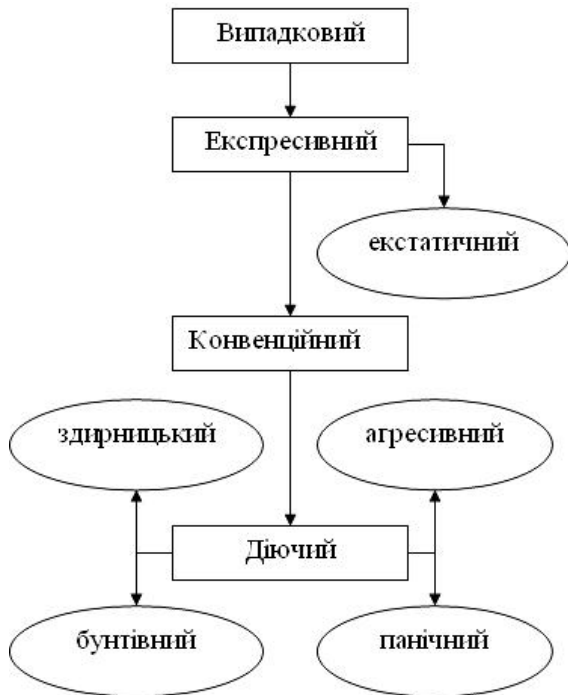 Випадковий
Експресивний
екстатичний
Конвенційний
здирницький
агресивний
Діючий
бунтівний
панічний